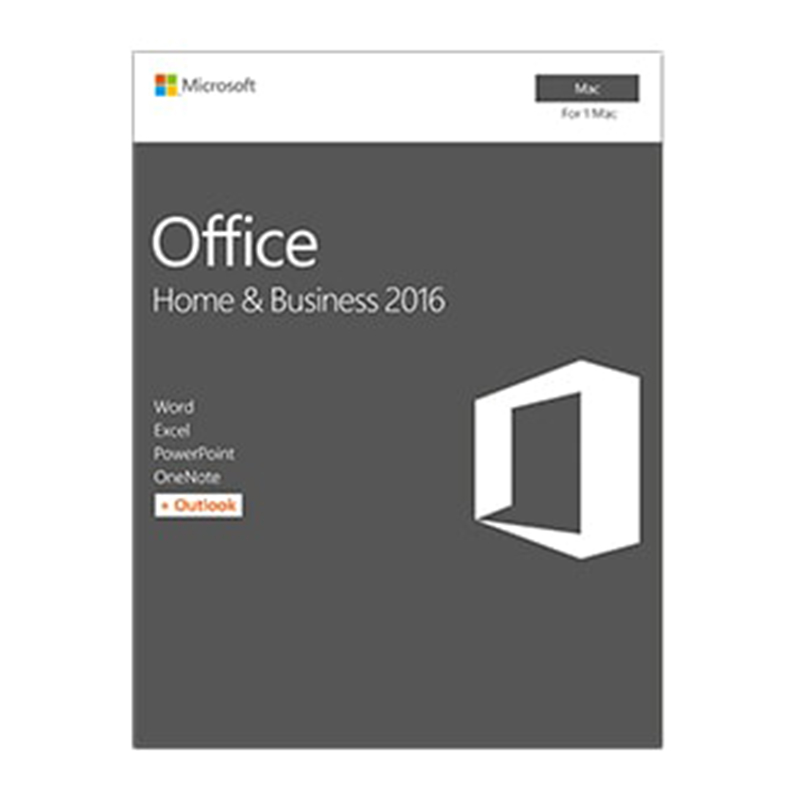 Microsoft
Mac
For 1 Mac
Office
Home & Business 2016
Word
Excel
PowerPoint
OneNote
+ Outlook